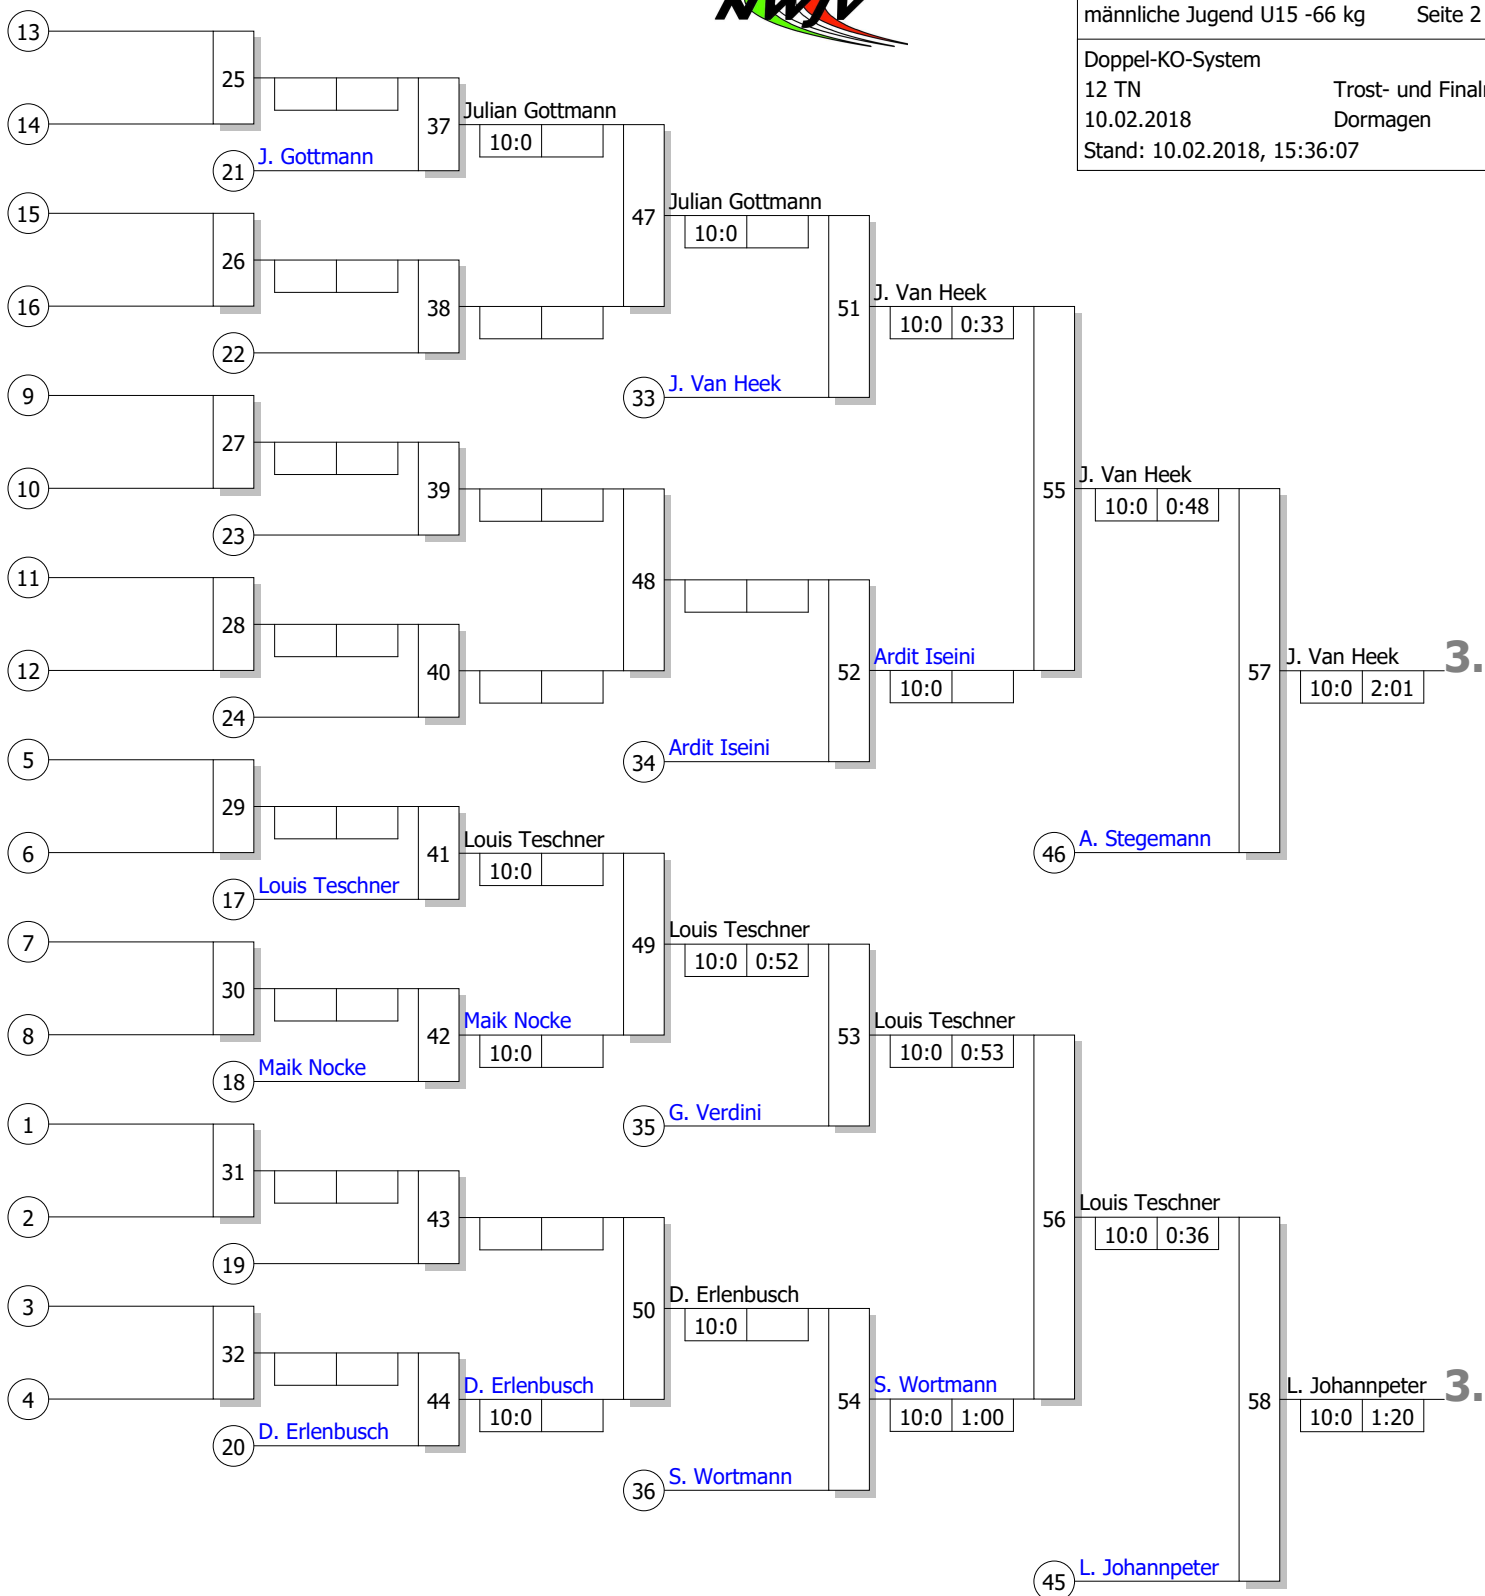 NWJV
männliche Jugend U15 -66 kg Seite 2
Doppel-KO-System
12 TN Trost- und
10.02.2018 Dormagen
Stand: 10.02.2018, 15:36:07
13
25
14
37
Julian Gottmann
10:0
21
J. Gottmann
15
47
Julian Gottmann
10:0
26
16
38
51
J. Van Heek
10:0 0:33
22
33
J. Van Heek
9
27
10
39
55
J. Van Heek
10:0 0:48
23
11
48
28
12
40
52
Ardit Iseini
10:0
57
J. Van Heek
10:0 2:01
3.
24
34
Ardit Iseini
5
29
6
41
Louis Teschner
10:0
46
A. Stegemann
17
Louis Teschner
7
49
Louis Teschner
10:0 0:52
30
8
42
Maik Nocke
10:0
53
Louis Teschner
10:0 0:53
18
Maik Nocke
1
35
G. Verdini
31
2
43
56
Louis Teschner
10:0 0:36
19
3
50
D. Erlenbusch
10:0
32
4
44
D. Erlenbusch
10:0
54
S. Wortmann
10:0 1:00
58
L. Johannpeter
10:0 1:20
3.
20
D. Erlenbusch
36
S. Wortmann
45
L. Johannpeter